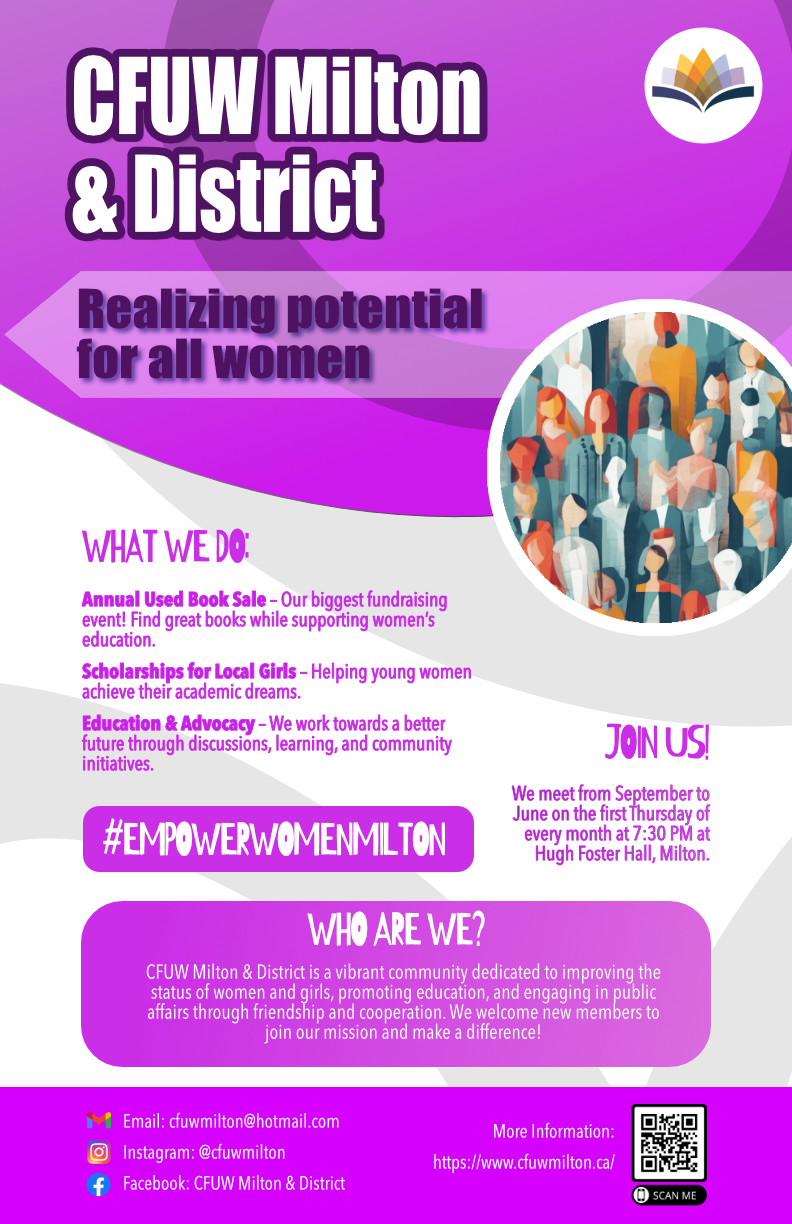 CFUW Milton
& District
Realizing potential
for all women
WHAT WE DO:
Annual Used Book Sale – Our biggest fundraising
event! Find great books while supporting women’s
education.
Scholarships for Local Girls – Helping young women
achieve their academic dreams.
Education & Advocacy – We work towards a better
future through discussions, learning, and community
initiatives.
#EMPOWERWOMENMILTON
JOIN US!
We meet from September to
June on the first Thursday of
every month at 7:30 PM at
Hugh Foster Hall, Milton.
WHO ARE WE?
CFUW Milton & District is a vibrant community dedicated to improving the
status of women and girls, promoting education, and engaging in public
affairs through friendship and cooperation. We welcome new members to
join our mission and make a difference!
Email: cfuwmilton@hotmail.com
Instagram: @cfuwmilton
Facebook: CFUW Milton & District
More Information:
https://www.cfuwmilton.ca/
SCAN ME